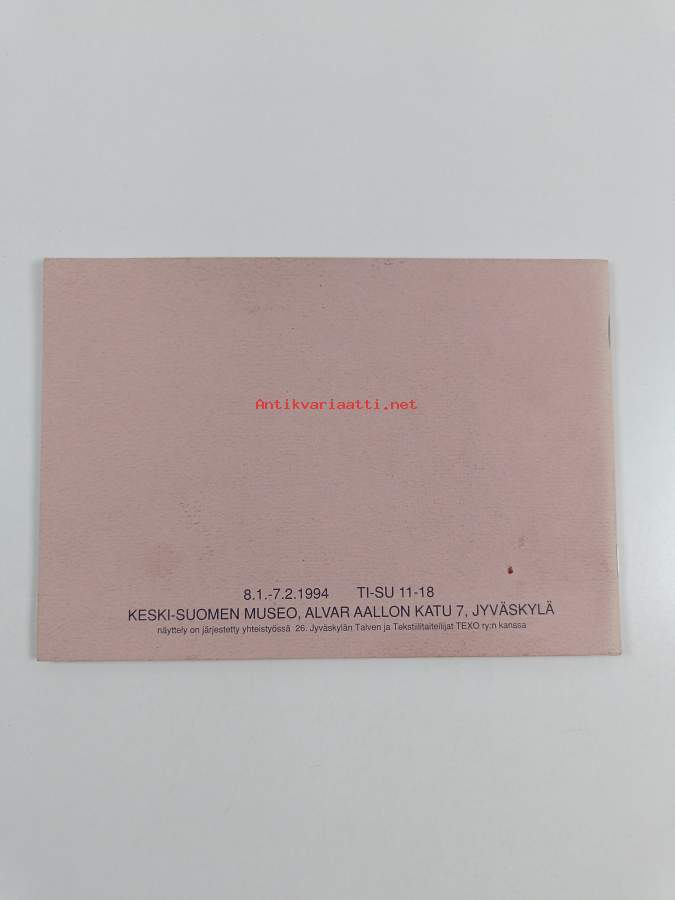 Antikvariaatti.net
8.1.-7.2.1994 TI-SU 11-18
KESKI-SUOMEN MUSEO, ALVAR AALLON KATU 7, JYVÄSKYLÄ
näyttely on järjestetty yhteistyössä 26. Jyväskylän Talven ja Tekstiilitaiteilijat TEXO ry:n kanssa